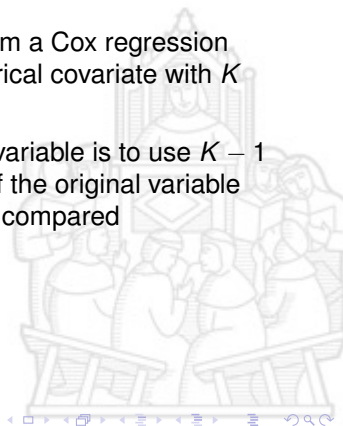 m a Cox regression
rical covariate with K
variable is to use K − 1
f the original variable
compared